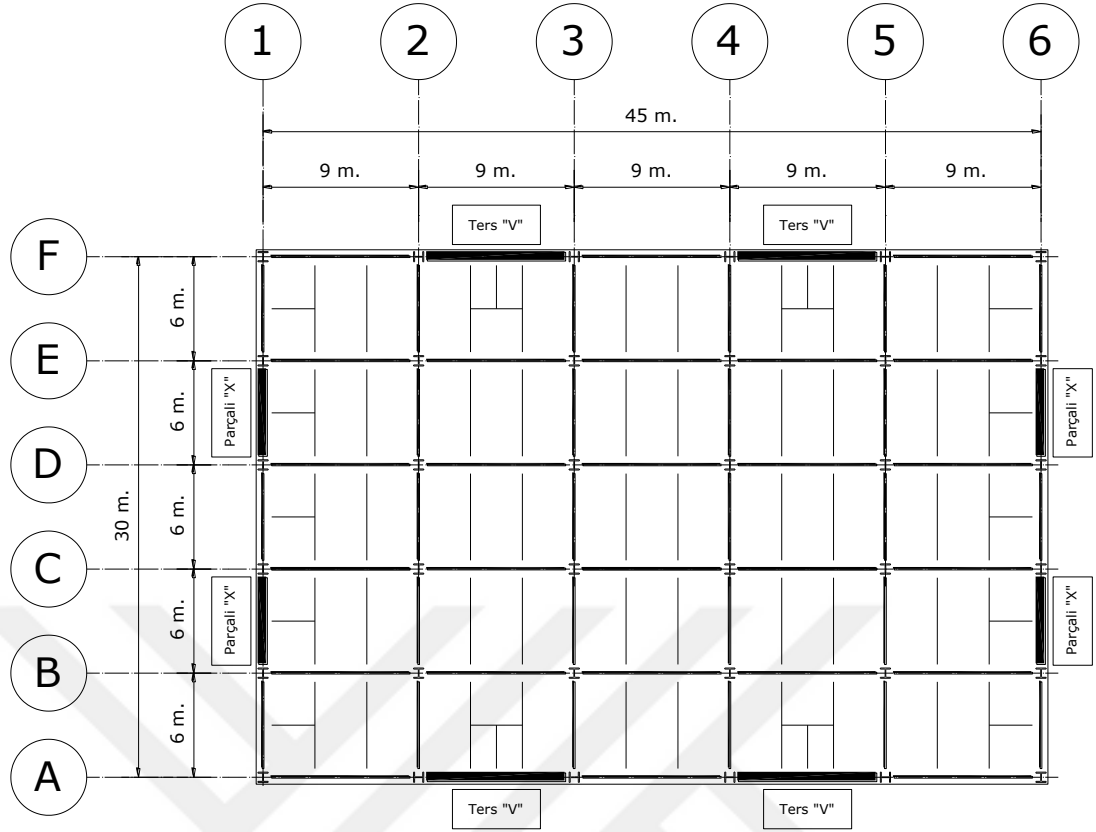 1 2 3 4 5 6
45 m.
9 m. 9 m. 9 m. 9 m. 9 m.
Ters "V" Ters "V"
F
6 m.
E
Parçali "X" 6 m. Parçali "X"
D
30 m. 6 m.
C
Parçali "X" 6 m. Parçali "X"
B
6 m.
A
Ters "V" Ters "V"